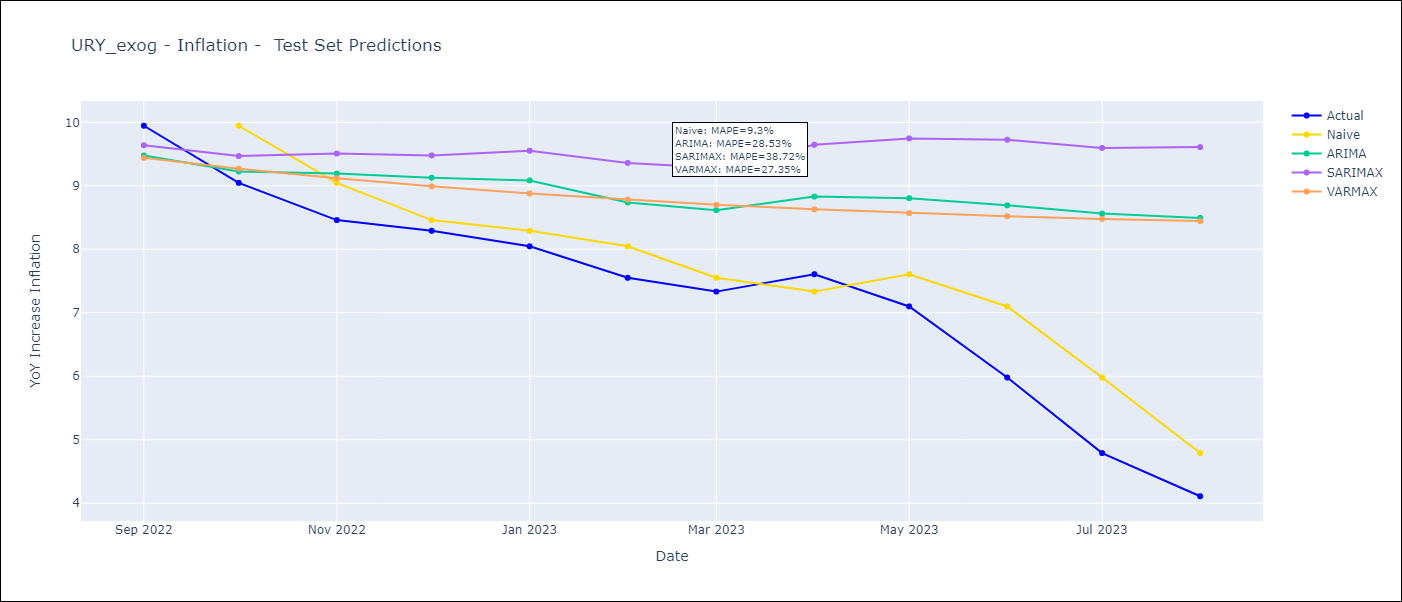 URY_exog - Inflation -  Test Set Predictions
Naive: MAPE=9.3%
ARIMA: MAPE=28.53%
SARIMAX: MAPE=38.72%
VARMAX: MAPE=27.35%
Actual
Naive
ARIMA
SARIMAX
VARMAX
YoY Increase Inflation
10
9
8
7
6
5
4
Sep 2022
Nov 2022
Jan 2023
Mar 2023
May 2023
Jul 2023
Date